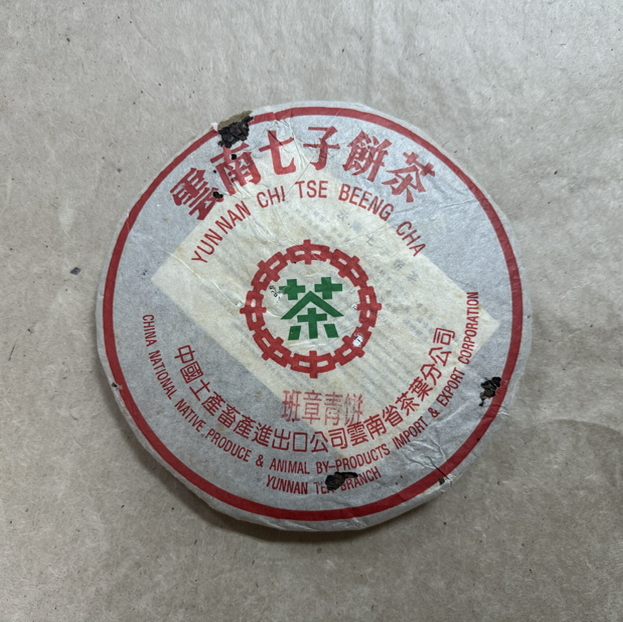 雲南七子餅茶
YUNNAN CHI TSE BEENG CHA
茶
班章青餅
中國土產畜產進出口公司雲南省茶葉分公司
CHINA NATIONAL NATIVE PRODUCE & ANIMAL BY-PRODUCTS IMPORT & EXPORT CORPORATION
YUNNAN TEA BRANCH